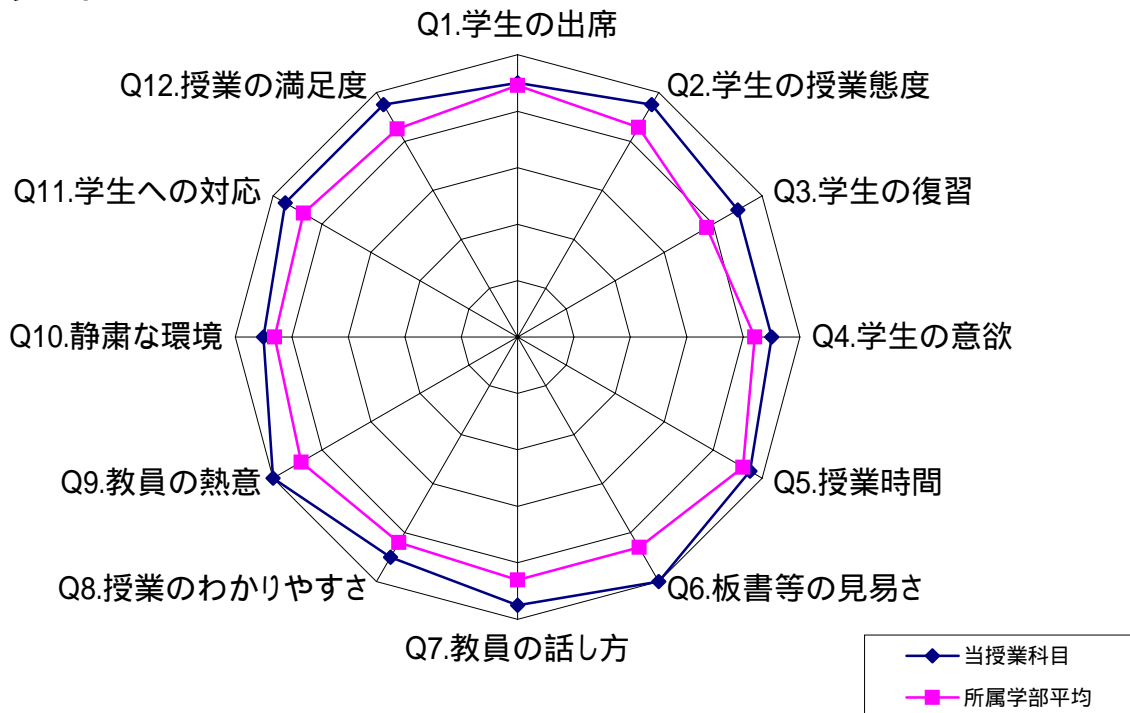 Q1.学生の出席
Q2.学生の授業態度
Q3.学生の復習
Q4.学生の意欲
Q5.授業時間
Q6.板書等の見易さ
Q7.教員の話し方
Q8.授業のわかりやすさ
Q9.教員の熱意
Q10.静粛な環境
Q11.学生への対応
Q12.授業の満足度
当授業科目
所属学部平均